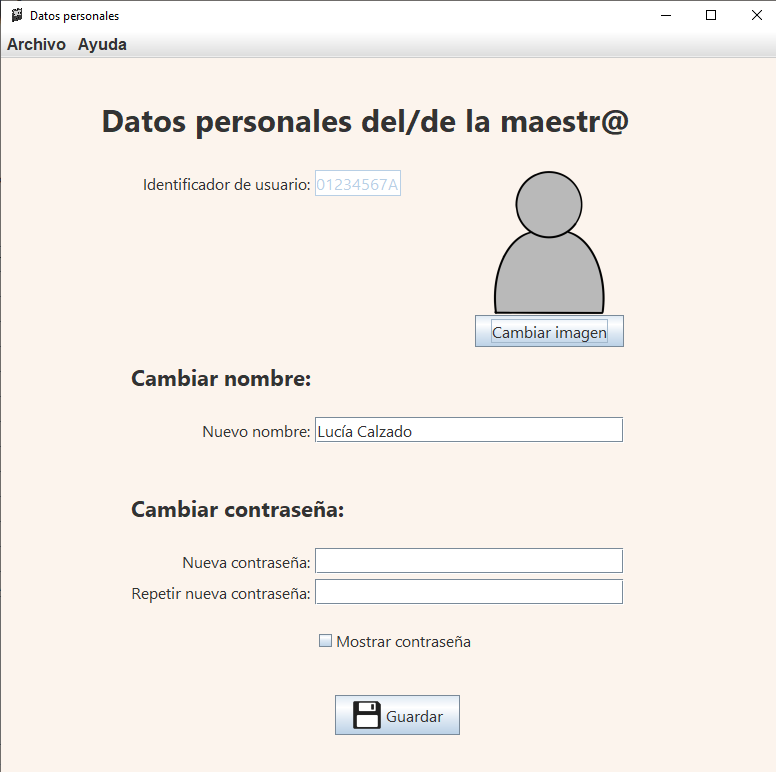 Datos personales
Archivo Ayuda
Datos personales del/de la maestr@
Identificador de usuario: 01234567A
Cambiar imagen
Cambiar nombre:
Nuevo nombre: Lucía Calzado
Cambiar contraseña:
Nueva contraseña:
Repetir nueva contraseña:
Mostrar contraseña
Guardar